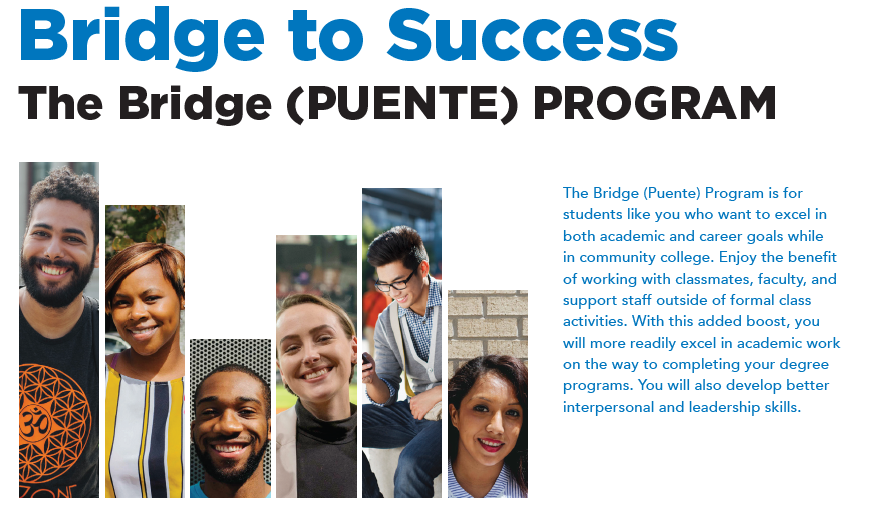 Bridge to Success
The Bridge (PUENTE) PROGRAM
The Bridge (Puente) Program is for
students like you who want to excel in
both academic and career goals while
in community college. Enjoy the benefit
of working with classmates, faculty, and
support staff outside of formal class
activities. With this added boost, you
will more readily excel in academic work
on the way to completing your degree
programs. You will also develop better
interpersonal and leadership skills.
ZONE